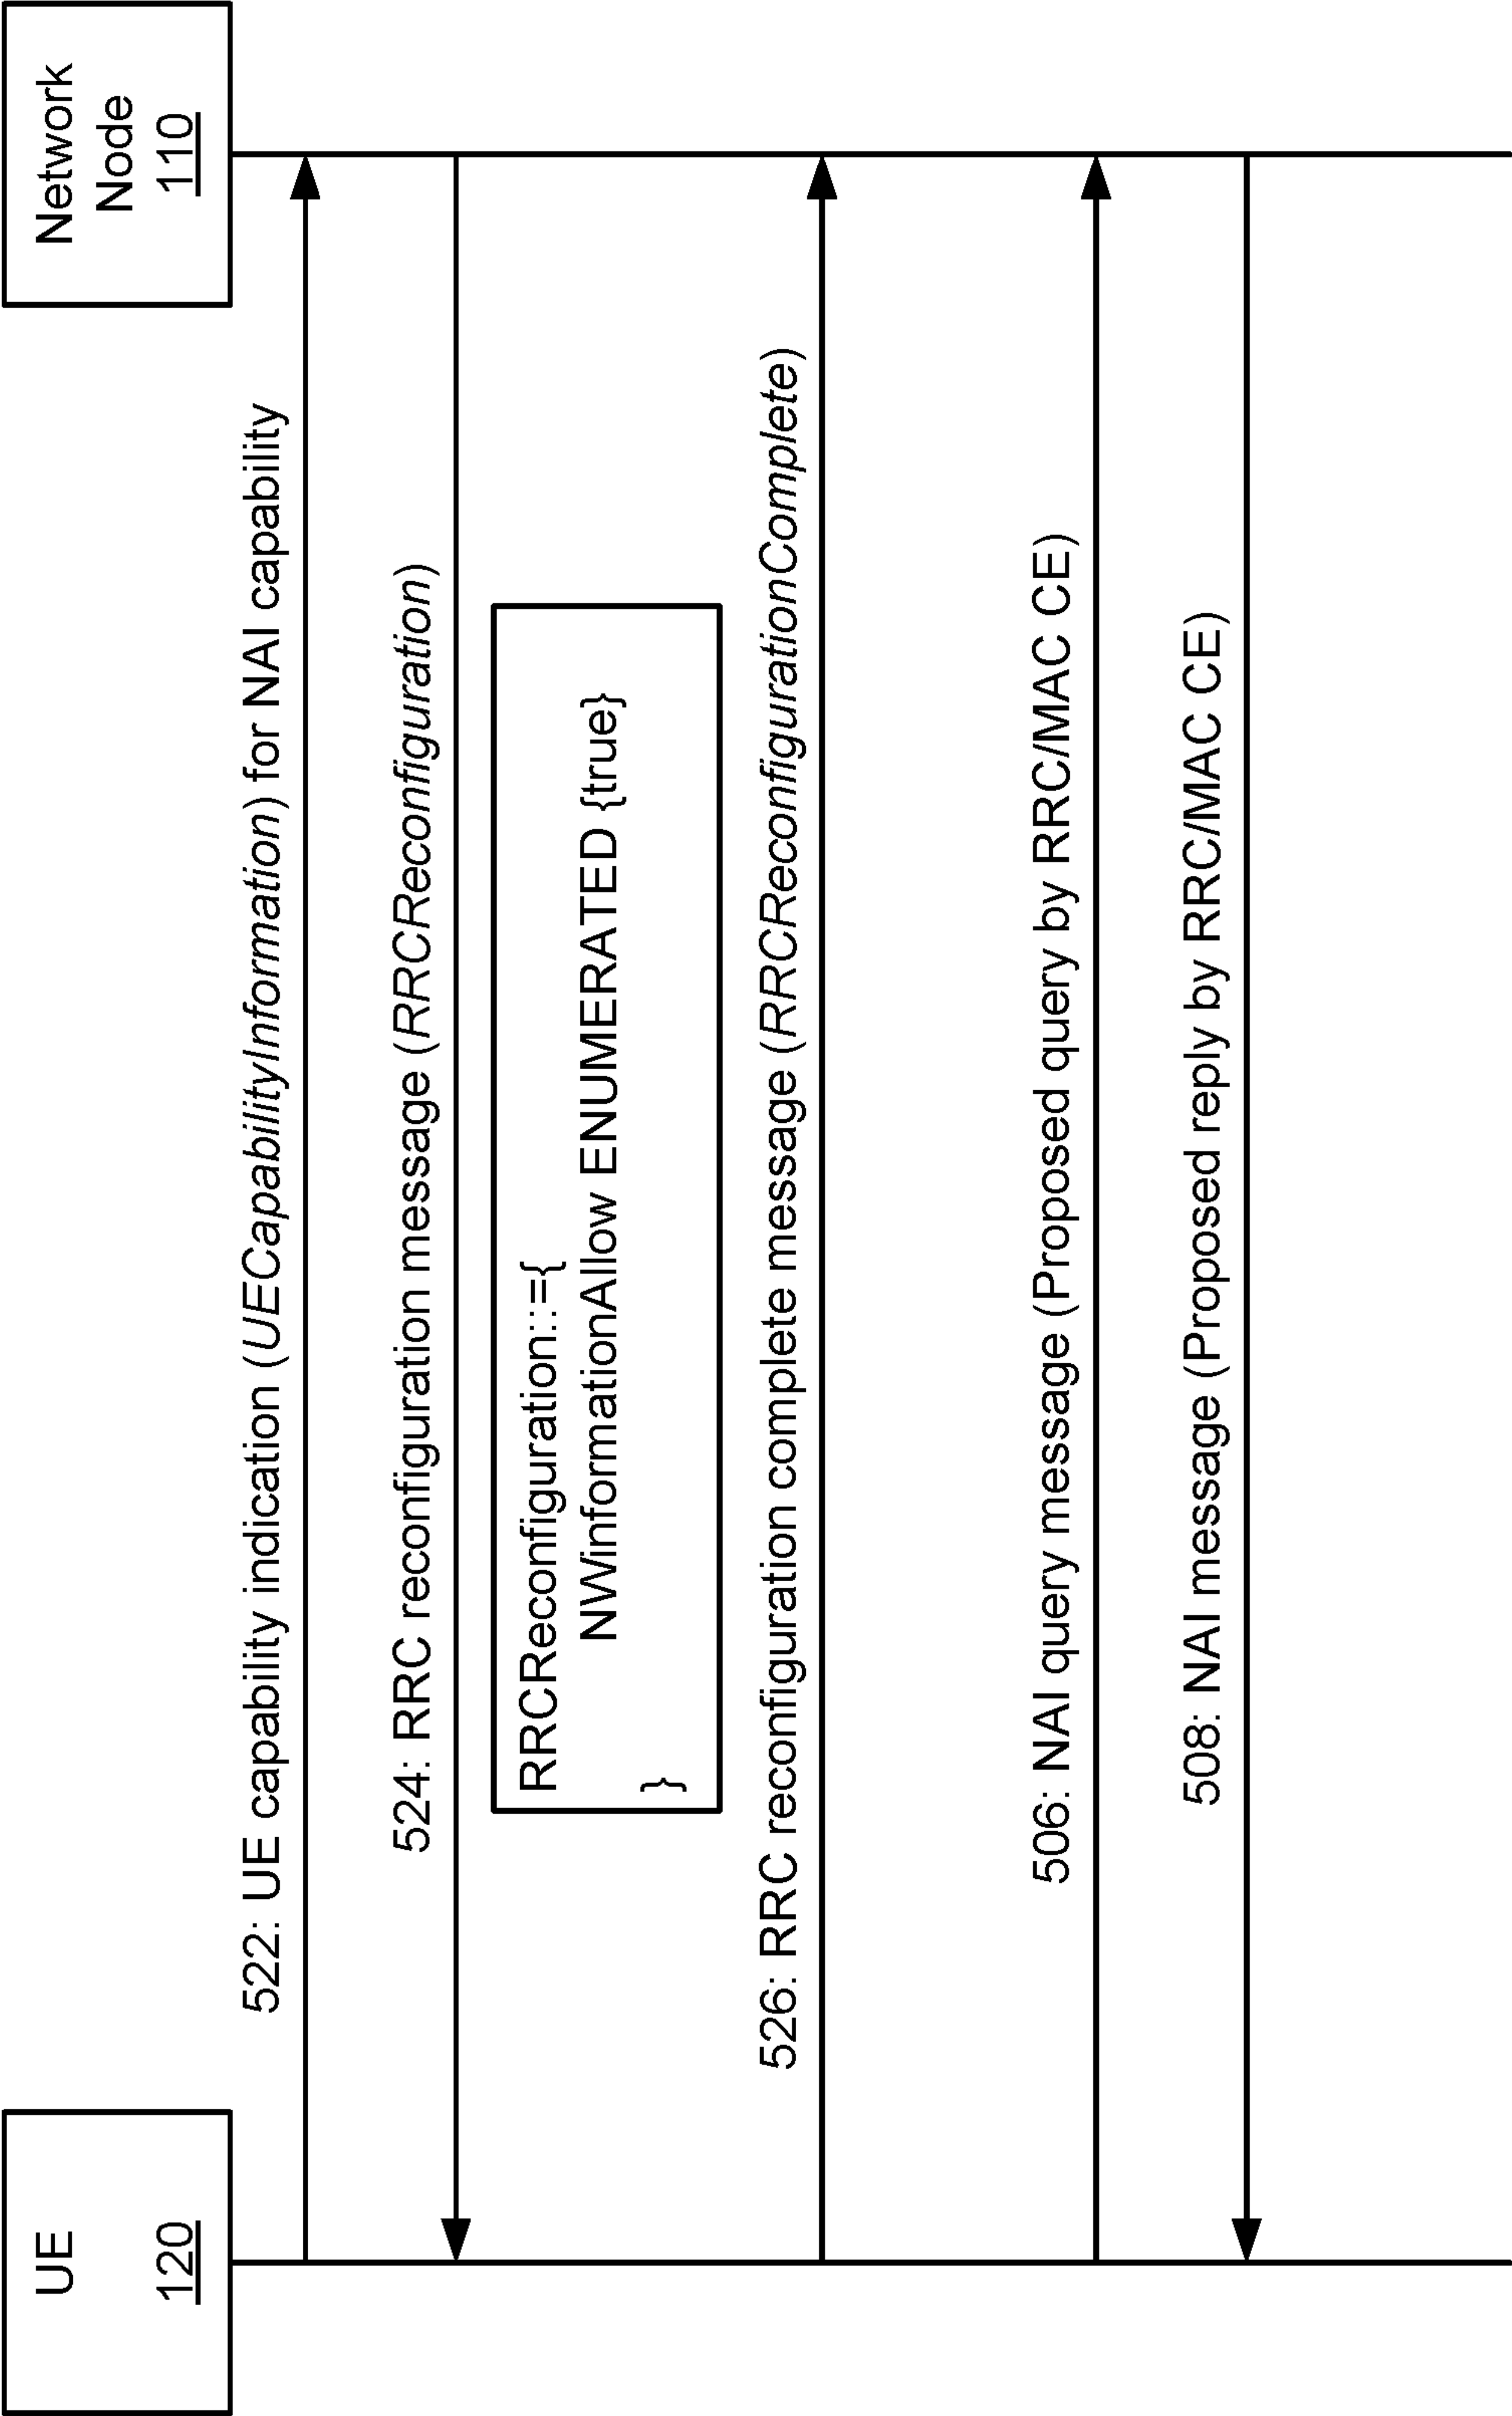 UE
120
Network
Node
110
522: UE capability indication (UECapabilityInformation) for NAI capability
524: RRC reconfiguration message (RRCReconfiguration)
RRCReconfiguration::={
NWinformationAllow ENUMERATED {true}
}
526: RRC reconfiguration complete message (RRCReconfigurationComplete)
506: NAI query message (Proposed query by RRC/MAC CE)
508: NAI message (Proposed reply by RRC/MAC CE)